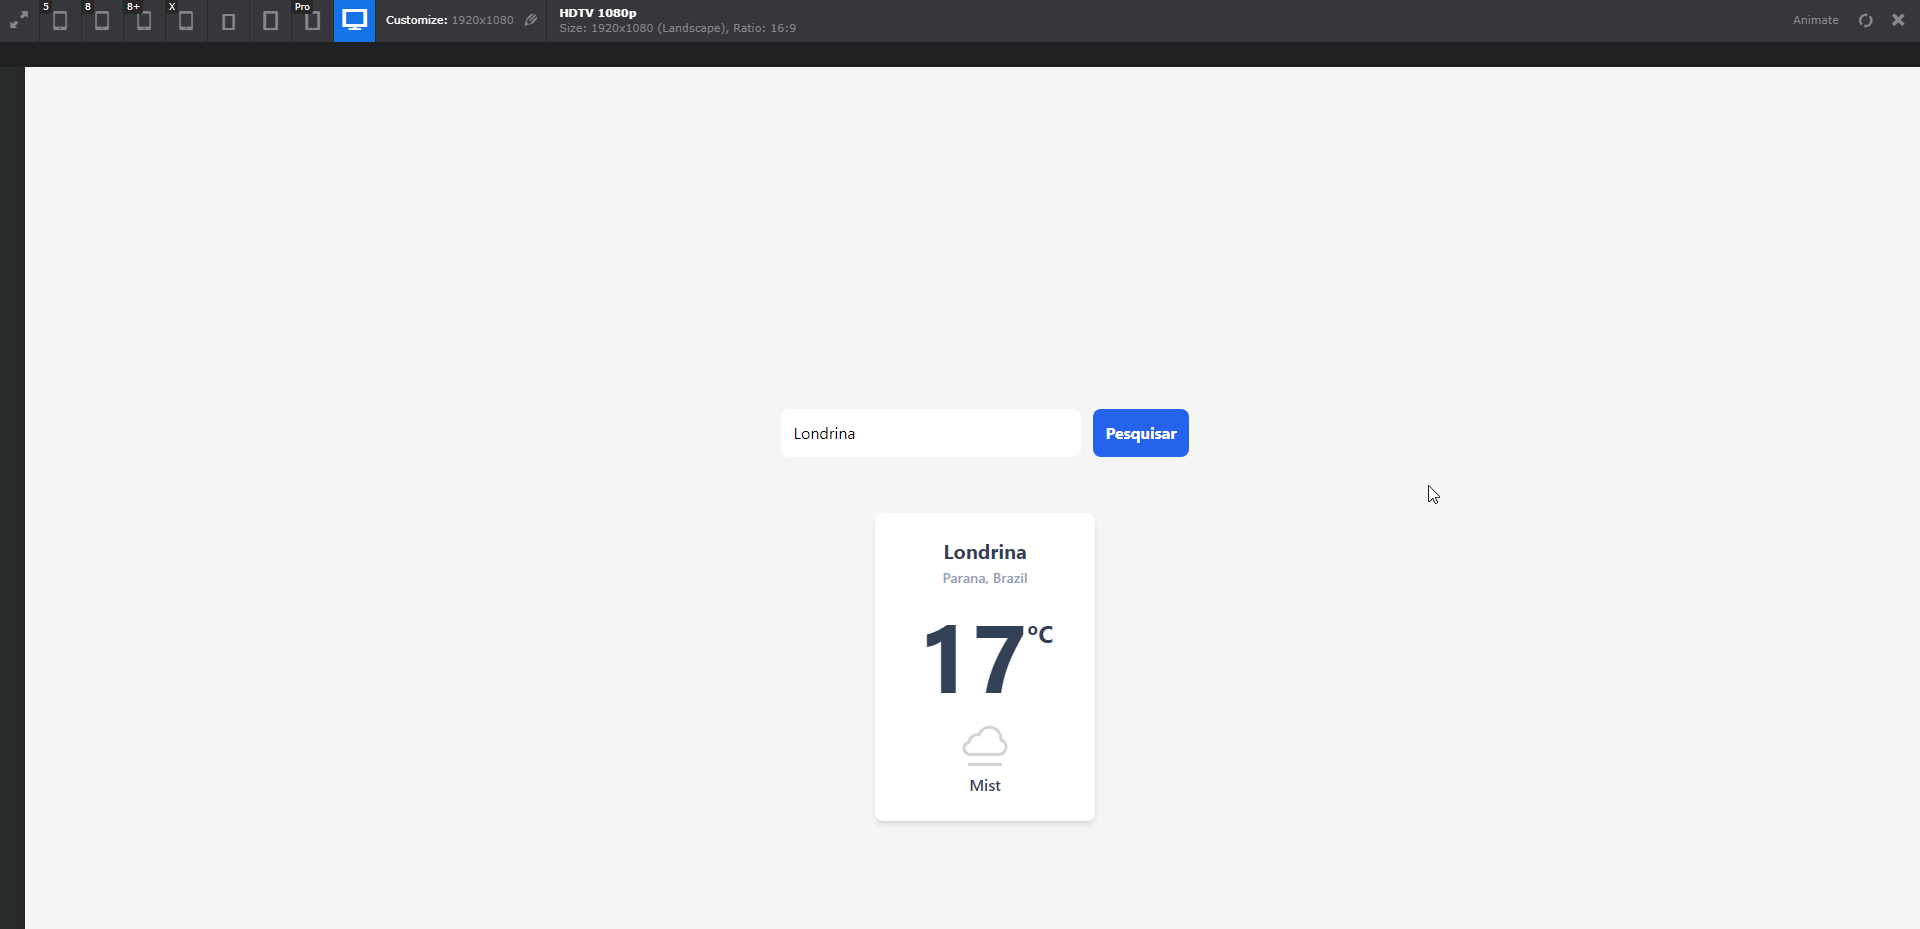 5 8 8+ X Pro
Customize: 1920x1080
HDTV 1080p
Size: 1920x1080 (Landscape), Ratio: 16:9
Animate
Londrina
Pesquisar
Londrina
Parana, Brazil
17ºC
Mist